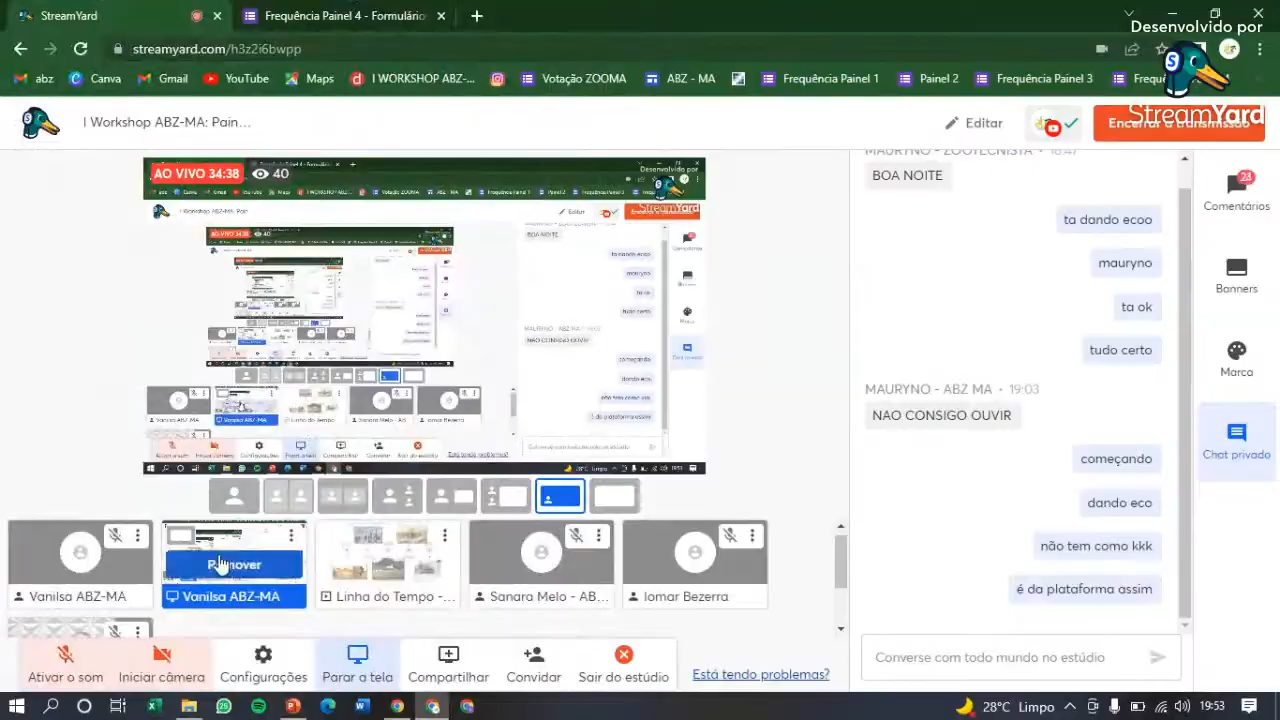 StreamYard
Frequência Painel 4 - Formulário
Desenvolvido por
streamyard.com/h3z2i6bwpp
abz.
Canva
Gmail
YouTube
Maps
I WORKSHOP ABZ-...
Votação ZOOMA
ABZ - MA
Frequência Painel 1
Painel 2
Frequência Painel 3
StreamYard
I Workshop ABZ-MA: Pain...
Editar
Encerrar a transmissão
AO VIVO 34:38
40
MAURYNO - ZOOTECNISTA • 18:47
BOA NOITE
ta dando ecoo
mauryno
ta ok
tudo certo
MAURYNO - ABZ MA • 19:03
NAO CONSIGO OUVIR
começando
dando eco
não tem como kkk
é da plataforma assim
Converse com todo mundo no estúdio
23
Comentários
Banners
Marca
Chat privado
Remover
Vanilsa ABZ-MA
Vanilsa ABZ-MA
Linha do Tempo -...
Sanara Melo - AB...
Iomar Bezerra
Ativar o som
Iniciar câmera
Configurações
Parar a tela
Compartilhar
Convidar
Sair do estúdio
Está tendo problemas?
28°C Limpo
19:53